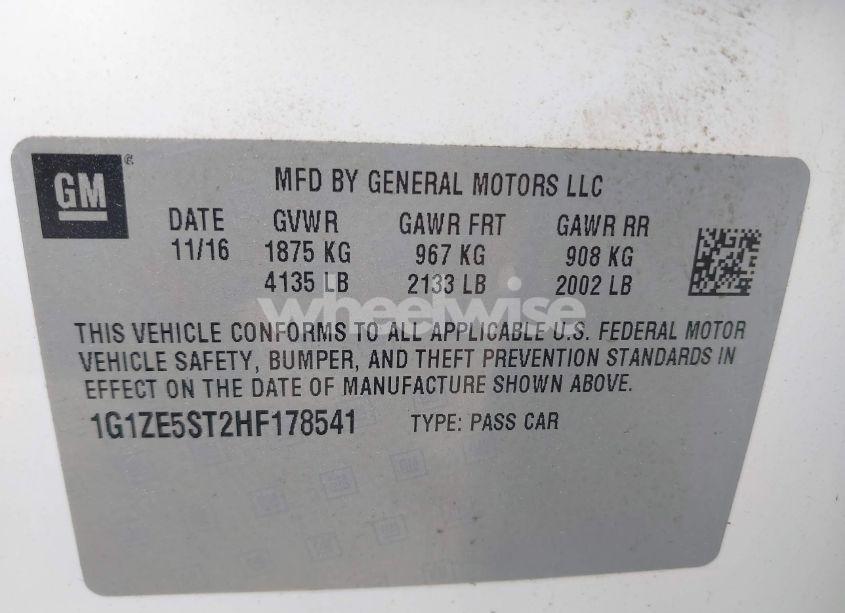 GM
MFD BY GENERAL MOTORS LLC
DATE GVWR GAWR FRT GAWR RR
11/16 1875 KG 967 KG 908 KG
4135 LB 2133 LB 2002 LB
wheelwise
THIS VEHICLE CONFORMS TO ALL APPLICABLE U.S. FEDERAL MOTOR
VEHICLE SAFETY, BUMPER, AND THEFT PREVENTION STANDARDS IN
EFFECT ON THE DATE OF MANUFACTURE SHOWN ABOVE.
1G1ZE5ST2HF178541 TYPE: PASS CAR